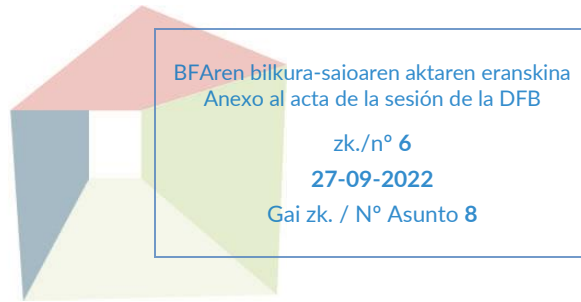 BFAren bilkura-saioaren aktaren eranskina
Anexo al acta de la sesión de la DFB
zk./nº 6
27-09-2022
Gai zk. / Nº Asunto 8